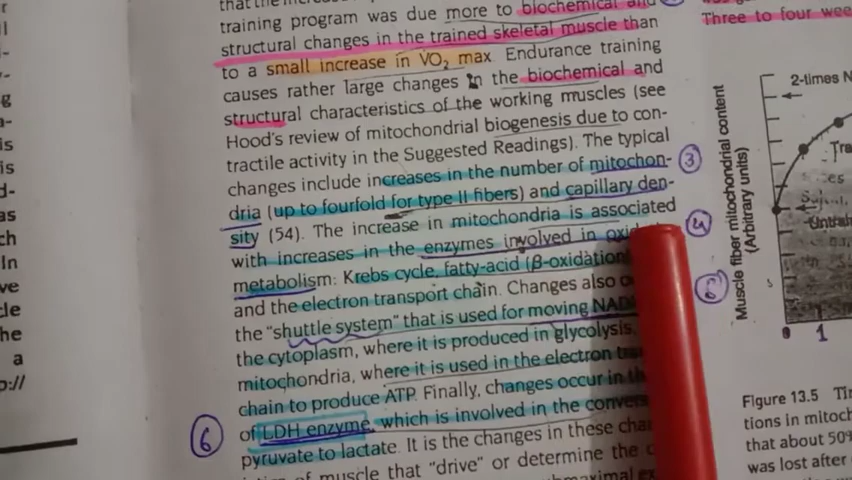 that the
training program was due more to biochemical and
structural changes in the trained skeletal muscle than
to a small increase in VO2 max. Endurance training
causes rather large changes in the biochemical and
structural characteristics of the working muscles (see
Hood's review of mitochondrial biogenesis due to con-
tractile activity in the Suggested Readings). The typical
changes include increases in the number of mitochon-
dria (up to fourfold for type II fibers) and capillary den-
sity (54). The increase in mitochondria is associated
with increases in the enzymes involved in
metabolism: Krebs cycle, fatty-acid (β-oxidation
and the electron transport chain. Changes also
the "shuttle system" that is used for moving
the cytoplasm, where it is produced in glycolysis,
mitochondria, where it is used in the electron
chain to produce ATP. Finally, changes occur in
of LDH enzyme, which is involved in the
pyruvate to lactate. It is the changes in these
of muscle that "drive" or determine the
3
4
6
Three to four
2-times
Muscle fiber mitochondrial content
(Arbitrary units)
0 1
Figure 13.5
tions in
that about 50%
was lost after